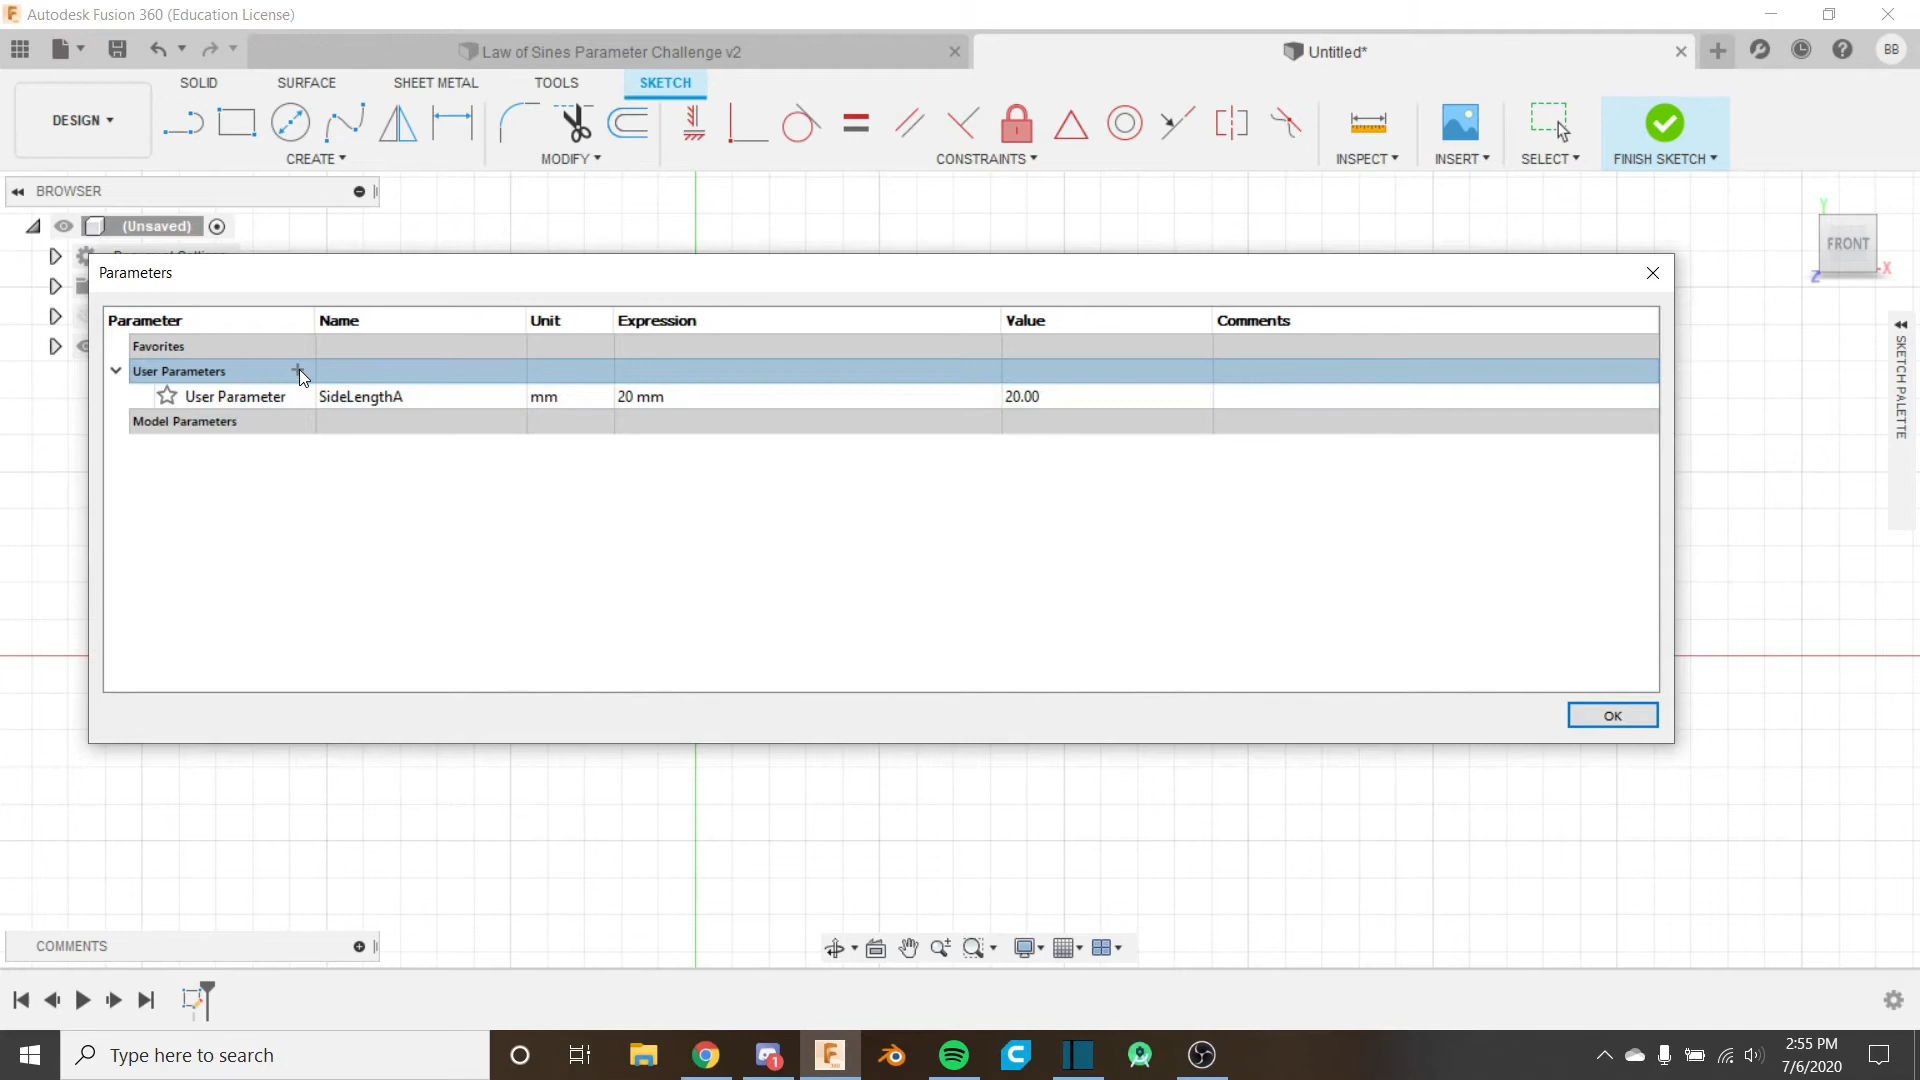 Autodesk Fusion 360 (Education License)
Law of Sines Parameter Challenge v2
Untitled*
BB
SOLID SURFACE SHEET METAL TOOLS SKETCH
DESIGN
CREATE MODIFY CONSTRAINTS INSPECT INSERT SELECT FINISH SKETCH
BROWSER
(Unsaved)
FRONT
Y
X
Z
SKETCH PALETTE
Parameters
Parameter Name Unit Expression Value Comments
Favorites
User Parameters
User Parameter SideLengthA mm 20 mm 20.00
Model Parameters
OK
COMMENTS
Type here to search
1
2:55 PM
7/6/2020